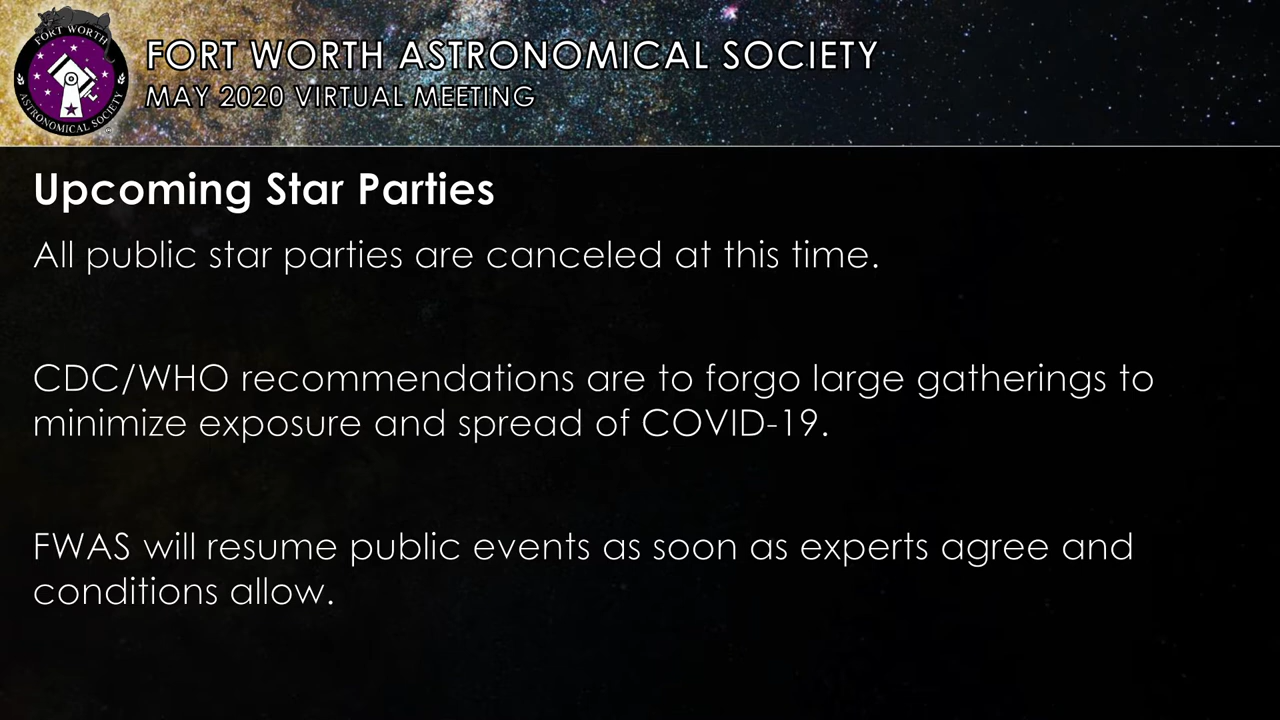 FORT WORTH
ASTRONOMICAL SOCIETY
FORT WORTH ASTRONOMICAL SOCIETY
MAY 2020 VIRTUAL MEETING
Upcoming Star Parties
All public star parties are canceled at this time.
CDC/WHO recommendations are to forgo large gatherings to
minimize exposure and spread of COVID-19.
FWAS will resume public events as soon as experts agree and
conditions allow.